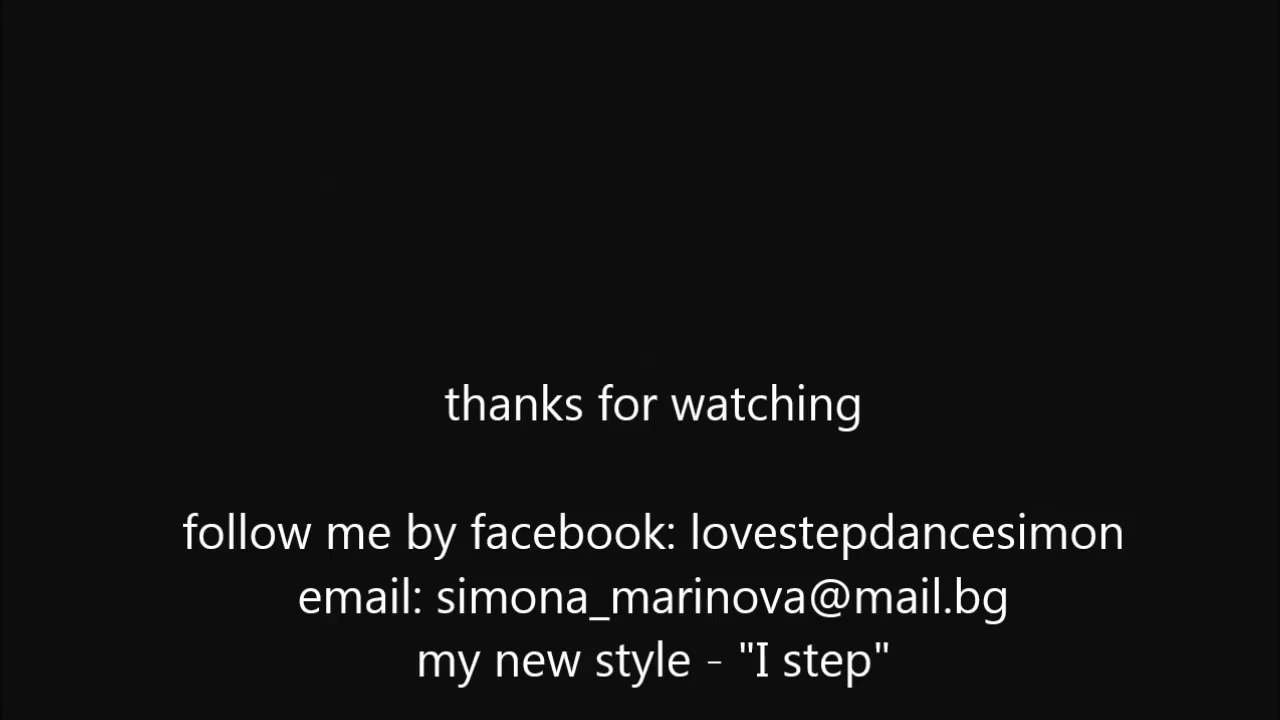 thanks for watching
follow me by facebook: lovestepdancesimon
email: simona_marinova@mail.bg
my new style - "I step"